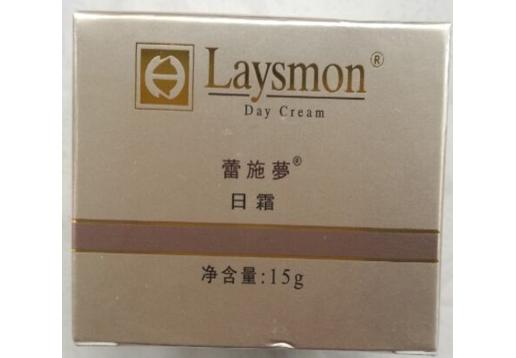 Laysmon®
Day Cream
蕾施夢®
日霜
净含量:15g